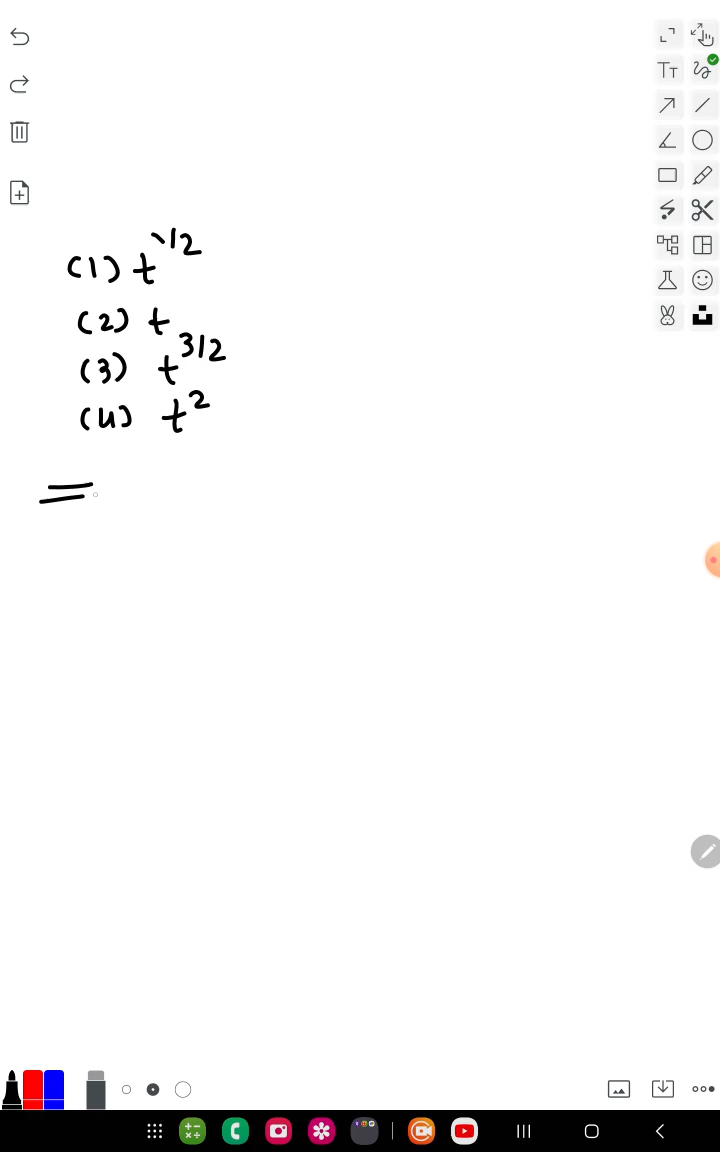 (1) t^1/2
(2) t
(3) t^3/2
(4) t^2
=